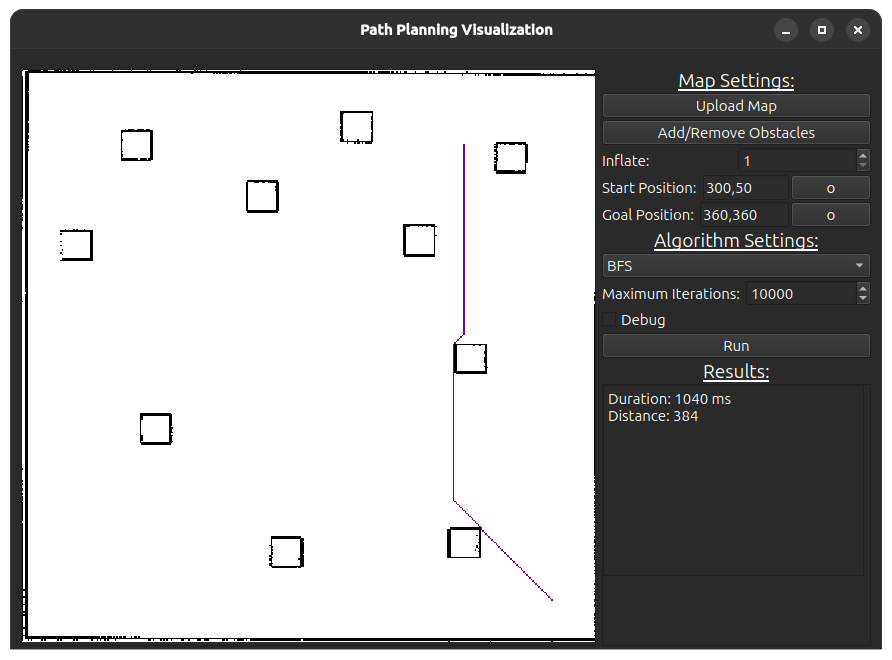 Path Planning Visualization
Map Settings:
Upload Map
Add/Remove Obstacles
Inflate: 1
Start Position: 300,50 o
Goal Position: 360,360 o
Algorithm Settings:
BFS
Maximum Iterations: 10000
Debug
Run
Results:
Duration: 1040 ms
Distance: 384